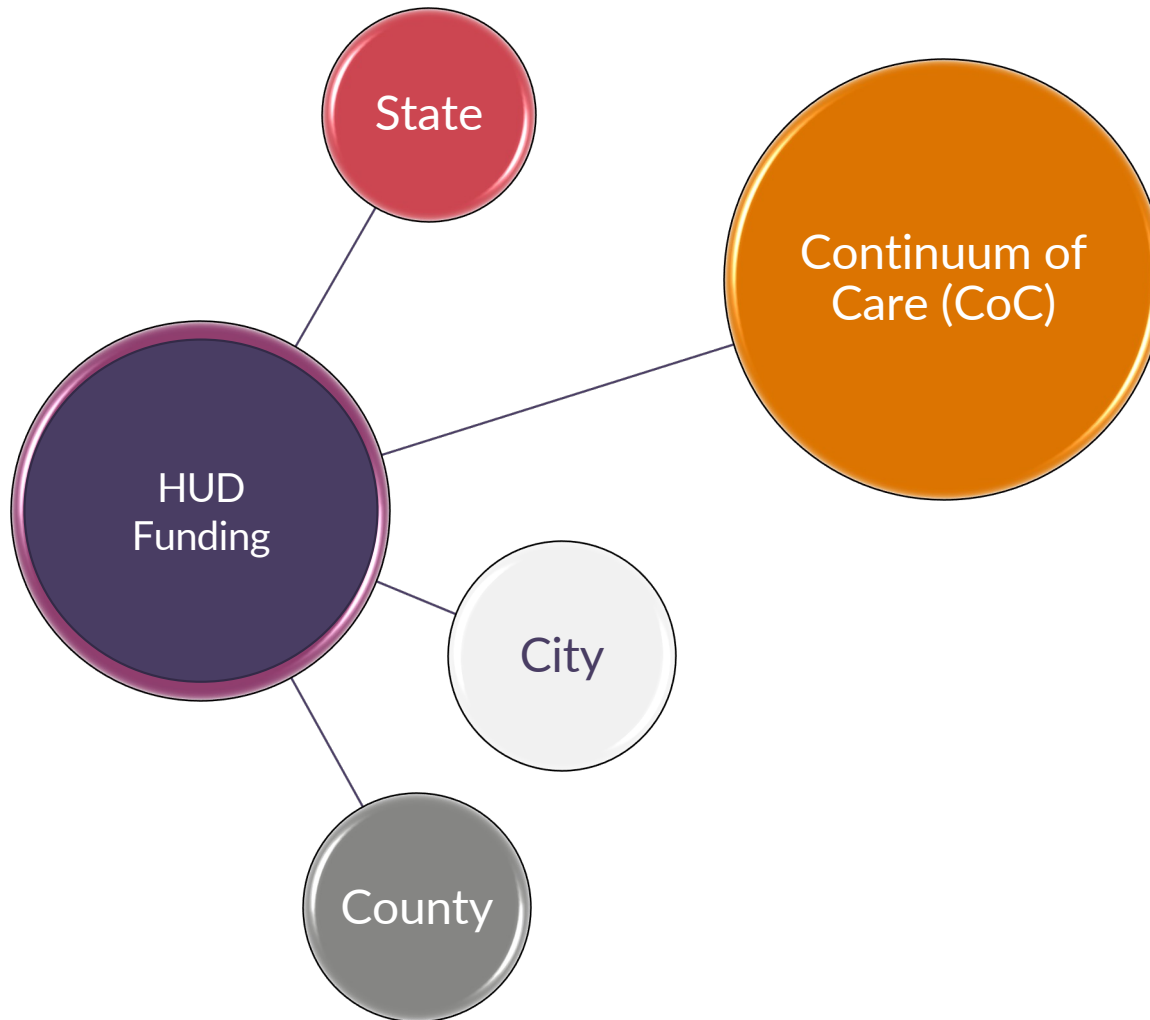 State
Continuum of
Care (CoC)
HUD
Funding
City
County